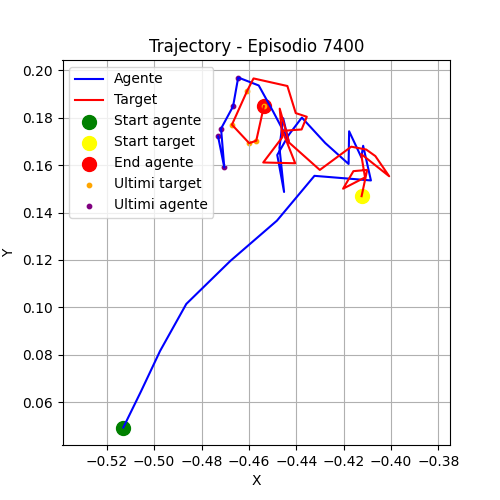 Trajectory - Episodio 7400
Agente
Target
Start agente
Start target
End agente
Ultimi target
Ultimi agente
0.20
0.18
0.16
0.14
0.12
0.10
0.08
0.06
Y
−0.52 −0.50 −0.48 −0.46 −0.44 −0.42 −0.40 −0.38
X